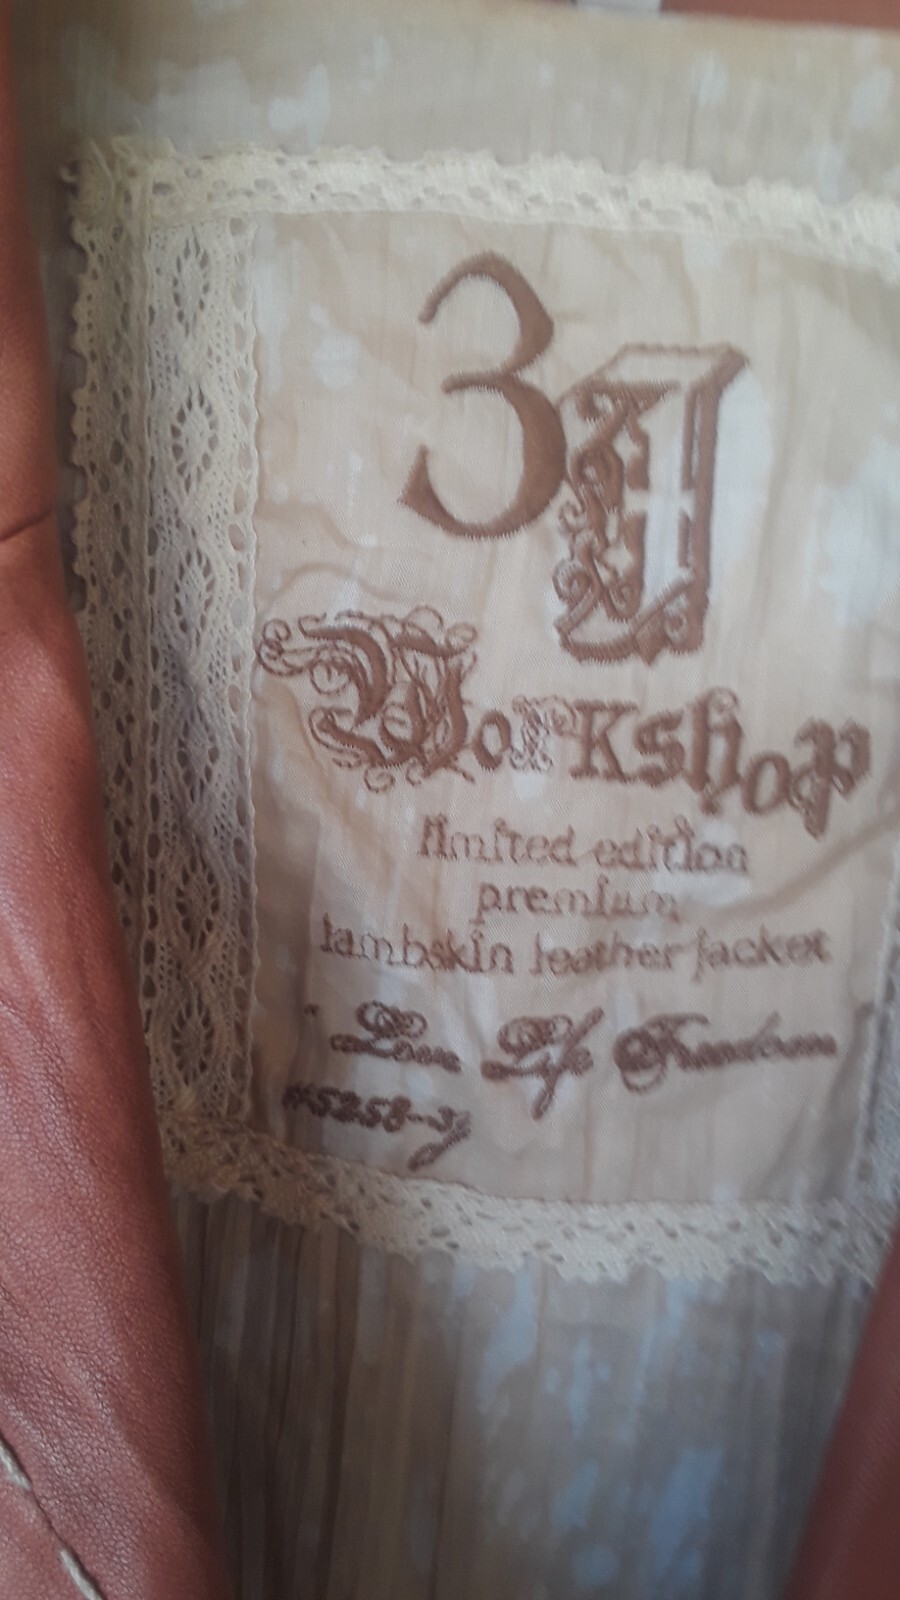 3J
Workshop
limited edition
premium
lambskin leather jacket
"Love Life Freedom"
#5258-3J